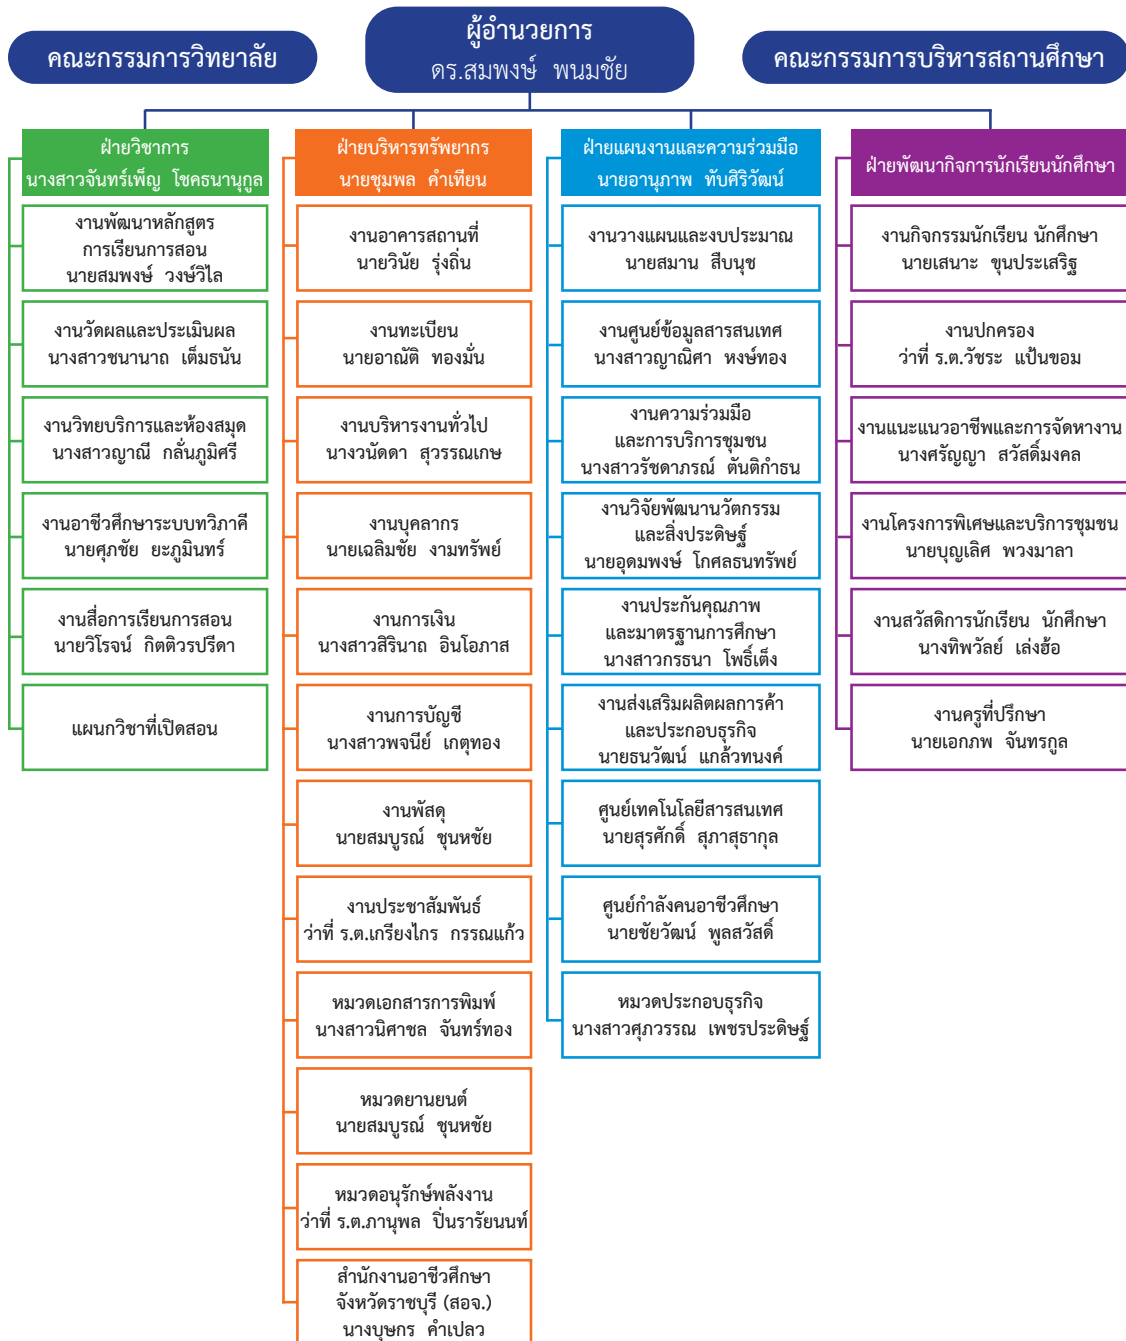 คณะกรรมการวิทยาลัย
ผู้อำนวยการ
ดร.สมพงษ์ พนมชัย
คณะกรรมการบริหารสถานศึกษา
ฝ่ายวิชาการ
นางสาวจันทร์เพ็ญ โชคธนานุกูล
งานพัฒนาหลักสูตร
การเรียนการสอน
นายสมพงษ์ วงษ์วิไล
งานวัดผลและประเมินผล
นางสาวชนานาถ เต็มธนัน
งานวิทยบริการและห้องสมุด
นางสาวญาณี กลั่นภูมิศรี
งานอาชีวศึกษาระบบทวิภาคี
นายศุภชัย ยะภูมินทร์
งานสื่อการเรียนการสอน
นายวิโรจน์ กิตติวรปรีดา
แผนกวิชาที่เปิดสอน
ฝ่ายบริหารทรัพยากร
นายชุมพล คำเทียน
งานอาคารสถานที่
นายวินัย รุ่งถิ่น
งานทะเบียน
นายอาณัติ ทองมั่น
งานบริหารงานทั่วไป
นางวนัดดา สุวรรณเกษ
งานบุคลากร
นายเฉลิมชัย งามทรัพย์
งานการเงิน
นางสาวสิรินาถ อินโอภาส
งานการบัญชี
นางสาวพจนีย์ เกตุทอง
งานพัสดุ
นายสมบูรณ์ ชุนหชัย
งานประชาสัมพันธ์
ว่าที่ ร.ต.เกรียงไกร กรรณแก้ว
หมวดเอกสารการพิมพ์
นางสาวนิศาชล จันทร์ทอง
หมวดยานยนต์
นายสมบูรณ์ ชุนหชัย
หมวดอนุรักษ์พลังงาน
ว่าที่ ร.ต.ภานุพล ปิ่นรารัยนนท์
สำนักงานอาชีวศึกษา
จังหวัดราชบุรี (สอจ.)
นางบุษกร คำเปลว
ฝ่ายแผนงานและความร่วมมือ
นายอานุภาพ ทับศิริวัฒน์
งานวางแผนและงบประมาณ
นายสมาน สืบนุช
งานศูนย์ข้อมูลสารสนเทศ
นางสาวญาณิศา หงษ์ทอง
งานความร่วมมือ
และการบริการชุมชน
นางสาวรัชดาภรณ์ ตันติกำธน
งานวิจัยพัฒนานวัตกรรม
และสิ่งประดิษฐ์
นายอุดมพงษ์ โกศลธนทรัพย์
งานประกันคุณภาพ
และมาตรฐานการศึกษา
นางสาวกรธนา โพธิ์เต็ง
งานส่งเสริมผลิตผลการค้า
และประกอบธุรกิจ
นายธนวัฒน์ แกล้วทนงค์
ศูนย์เทคโนโลยีสารสนเทศ
นายสุรศักดิ์ สุภาสุธากุล
ศูนย์กำลังคนอาชีวศึกษา
นายชัยวัฒน์ พูลสวัสดิ์
หมวดประกอบธุรกิจ
นางสาวศุภวรรณ เพชรประดิษฐ์
ฝ่ายพัฒนากิจการนักเรียนนักศึกษา
งานกิจกรรมนักเรียน นักศึกษา
นายเสนาะ ขุนประเสริฐ
งานปกครอง
ว่าที่ ร.ต.วัชระ แป้นขอม
งานแนะแนวอาชีพและการจัดหางาน
นางศรัญญา สวัสดิ์มงคล
งานโครงการพิเศษและบริการชุมชน
นายบุญเลิศ พวงมาลา
งานสวัสดิการนักเรียน นักศึกษา
นางทิพวัลย์ เล่งฮ้อ
งานครูที่ปรึกษา
นายเอกภพ จันทรกูล